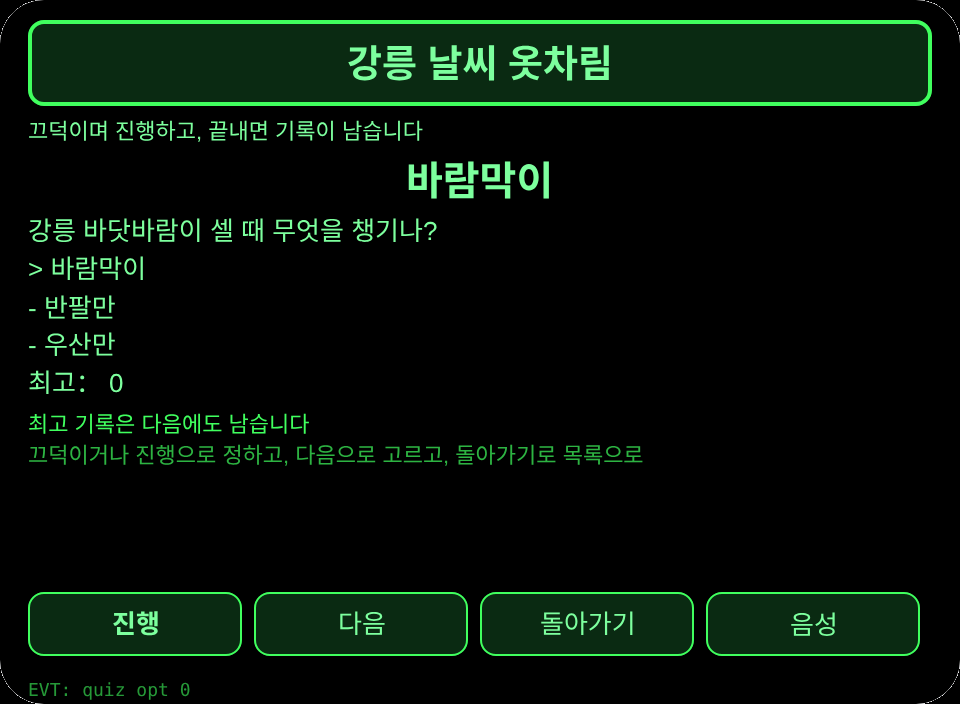 강릉 날씨 옷차림
끄덕이며 진행하고, 끝내면 기록이 남습니다
바람막이
강릉 바닷바람이 셀 때 무엇을 챙기나?
> 바람막이
- 반팔만
- 우산만
최고: 0
최고 기록은 다음에도 남습니다
끄덕이거나 진행으로 정하고, 다음으로 고르고, 돌아가기로 목록으로
진행
다음
돌아가기
음성
EVT: quiz opt 0